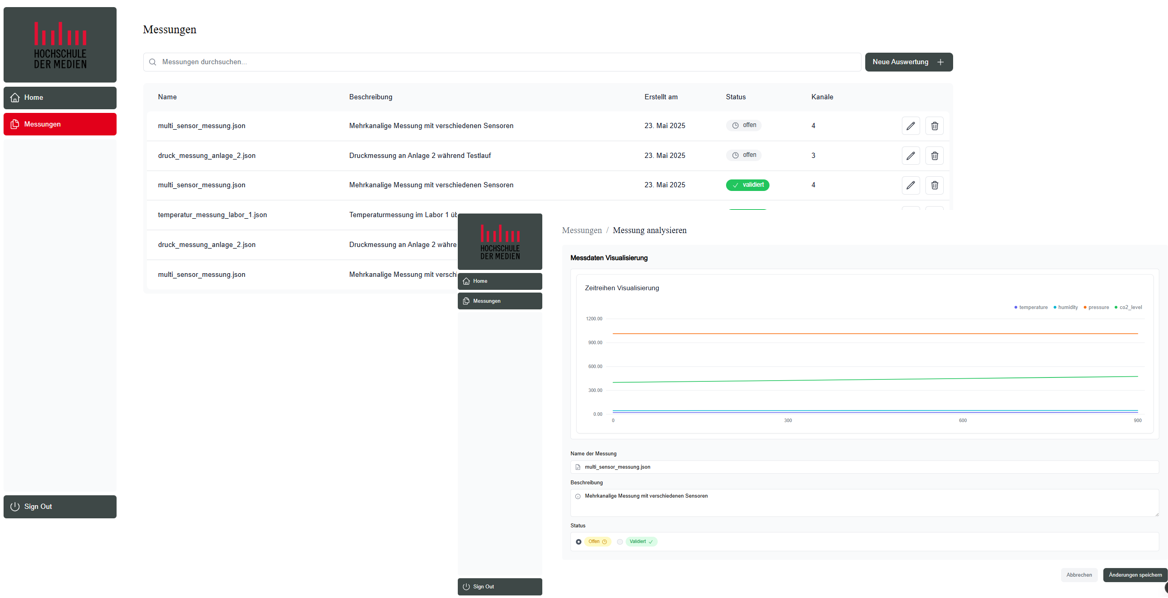 HOCHSCHULE
DER MEDIEN
Home
Messungen
Sign Out
Messungen
Messungen durchsuchen...
Neue Auswertung
Name Beschreibung Erstellt am Status Kanäle
multi_sensor_messung.json Mehrkanalige Messung mit verschiedenen Sensoren 23. Mai 2025 offen 4
druck_messung_anlage_2.json Druckmessung an Anlage 2 während Testlauf 23. Mai 2025 offen 3
multi_sensor_messung.json Mehrkanalige Messung mit verschiedenen Sensoren 23. Mai 2025 validiert 4
temperatur_messung_labor_1.json Temperaturmessung im Labor 1 üb
druck_messung_anlage_2.json Druckmessung an Anlage 2 währe
multi_sensor_messung.json Mehrkanalige Messung mit versch
HOCHSCHULE
DER MEDIEN
Home
Messungen
Sign Out
Messungen / Messung analysieren
Messdaten Visualisierung
Zeitreihen Visualisierung
temperature humidity pressure co2_level
1200.00
900.00
600.00
300.00
0.00
0 300 600 900
Name der Messung
multi_sensor_messung.json
Beschreibung
Mehrkanalige Messung mit verschiedenen Sensoren
Status
Offen Validiert
Abbrechen Änderungen speichern